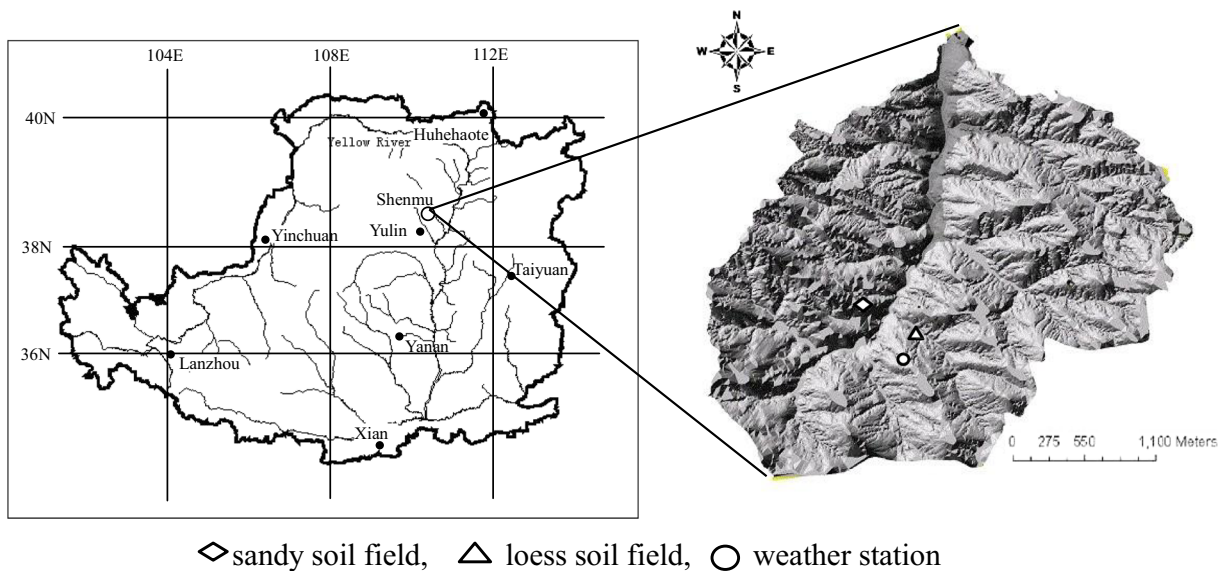 N
W E
S
104E 108E 112E
40N
Huhehaote
Yellow River
Shenmu
Yulin
Yinchuan
38N
Taiyuan
Yanan
36N
Lanzhou
Xian
0 275 550 1,100 Meters
sandy soil field, loess soil field, weather station